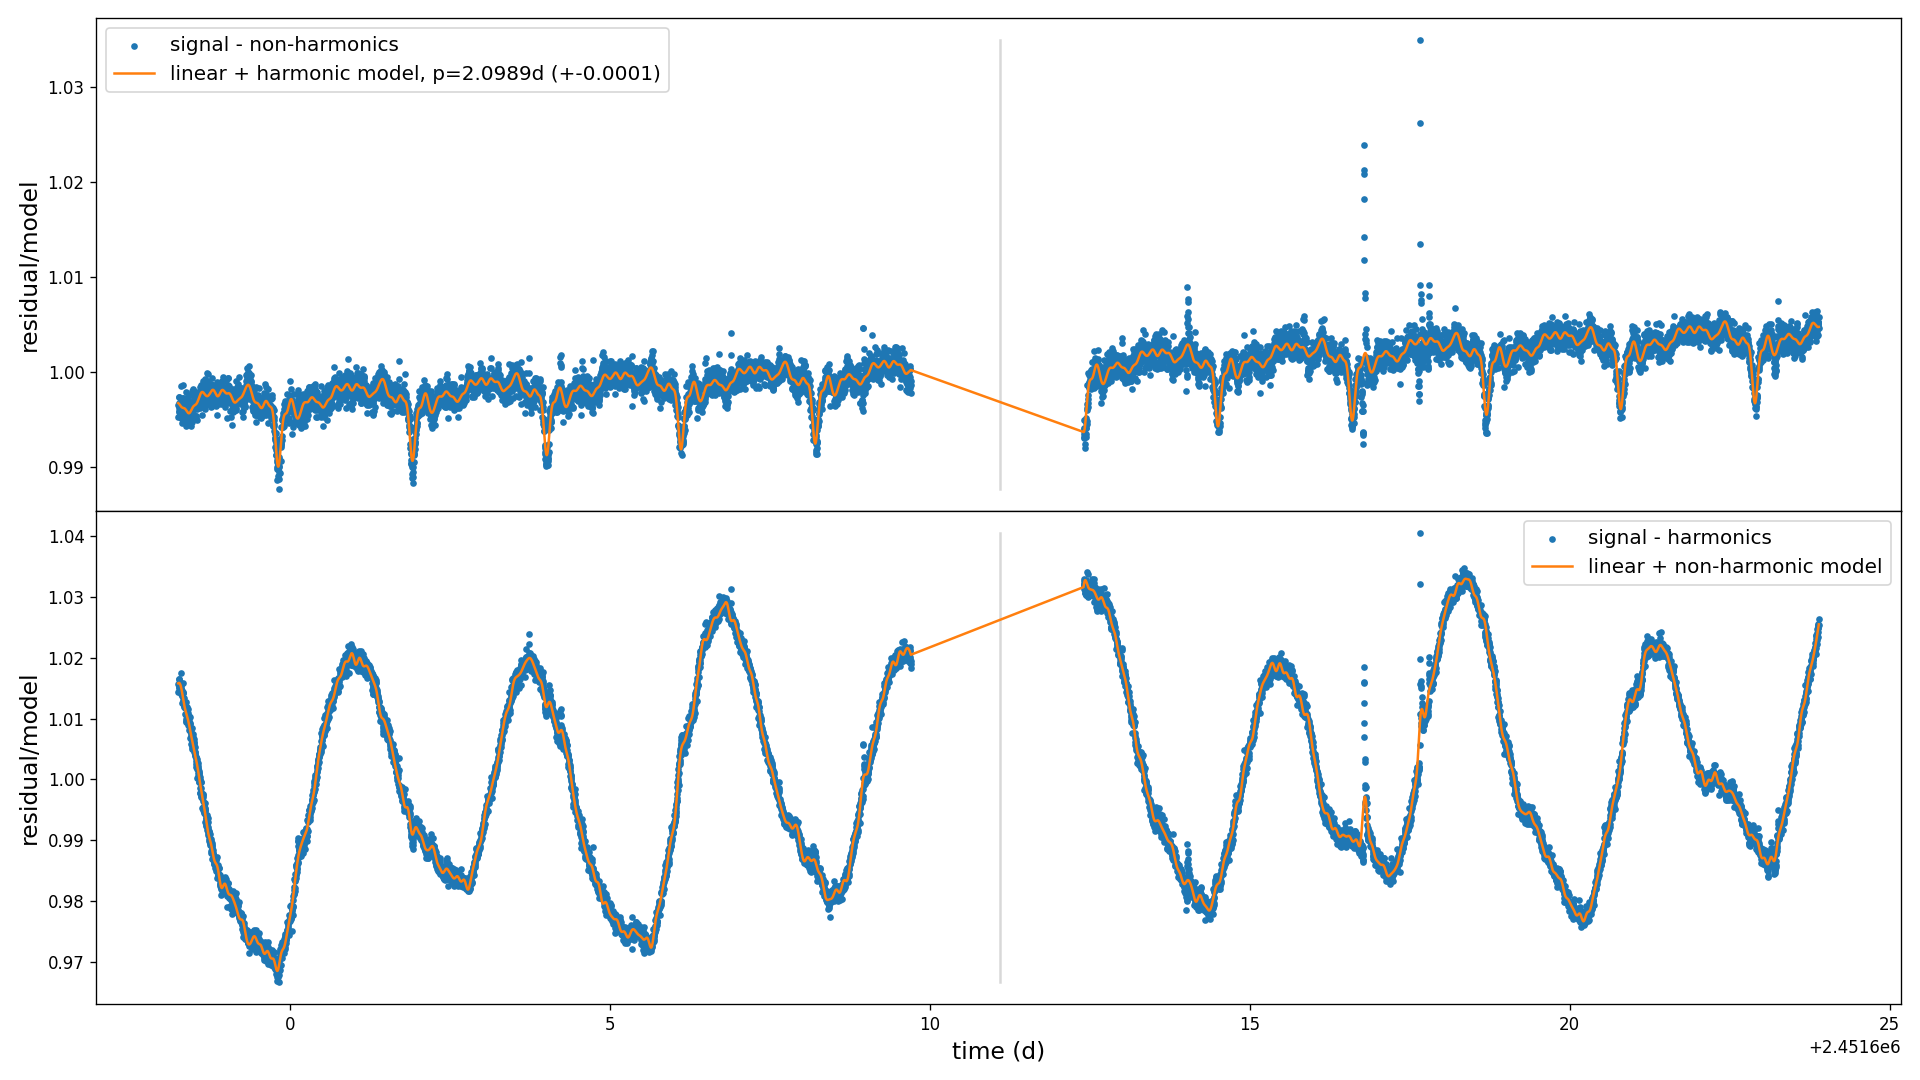 signal - non-harmonics
linear + harmonic model, p=2.0989d (+-0.0001)
residual/model
1.03
1.02
1.01
1.00
0.99
signal - harmonics
linear + non-harmonic model
residual/model
1.04
1.03
1.02
1.01
1.00
0.99
0.98
0.97
0
5
10
15
20
25
time (d)
+2.4516e6